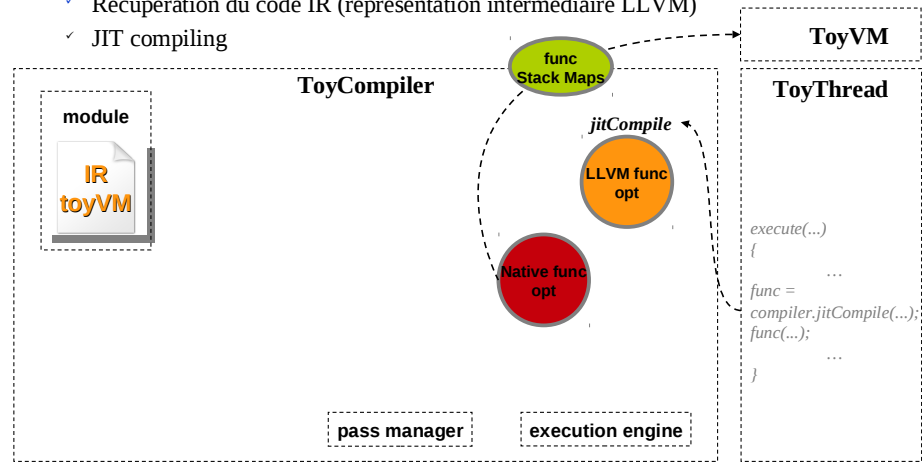 Récupération du code IR (représentation intermédiaire LLVM)
JIT compiling
ToyVM
func
Stack Maps
ToyCompiler
ToyThread
module
IR
toyVM
jitCompile
LLVM func
opt
Native func
opt
execute(...)
{
...
func =
compiler.jitCompile(...);
func(...);
...
}
pass manager
execution engine